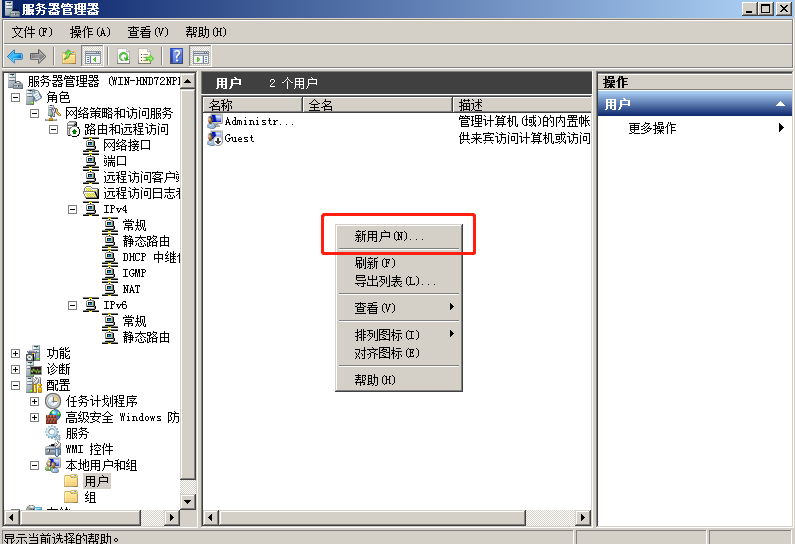 服务器管理器
文件(F) 操作(A) 查看(V) 帮助(H)
服务器管理器 (WIN-HND72NP
角色
网络策略和访问服务
路由和远程访问
网络接口
端口
远程访问客户端
远程访问日志和
IPv4
常规
静态路由
DHCP 中继
IGMP
NAT
IPv6
常规
静态路由
功能
诊断
配置
任务计划程序
高级安全 Windows 防
服务
WMI 控件
本地用户和组
用户
组
用户 2 个用户
名称 全名 描述
Administr... 管理计算机(域)的内置帐
Guest 供来宾访问计算机或访问
新用户(N)...
刷新(F)
导出列表(L)...
查看(V)
排列图标(I)
对齐图标(E)
帮助(H)
操作
用户
更多操作
显示当前选择的帮助。